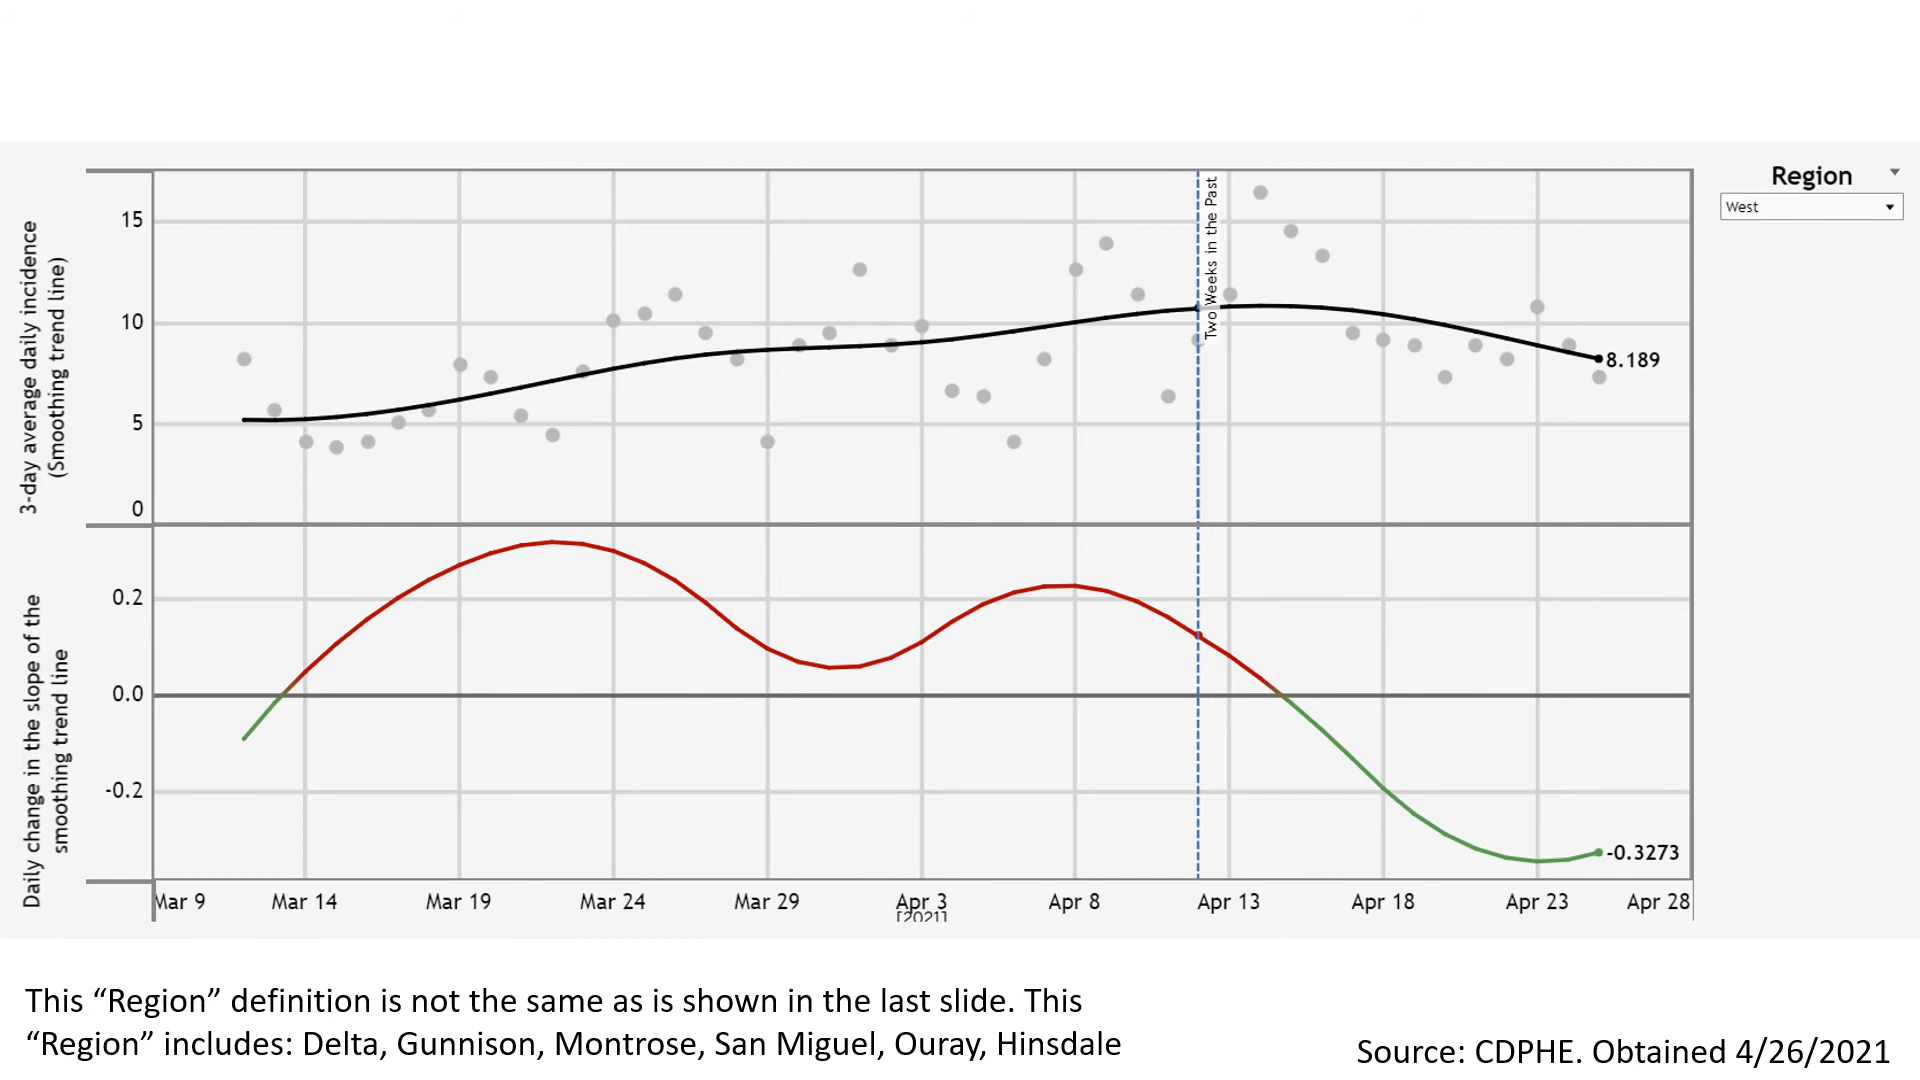 Region
West
3-day average daily incidence
(Smoothing trend line)
15
10
5
0
Two Weeks in the Past
8.189
Daily change in the slope of the
smoothing trend line
0.2
0.0
-0.2
-0.3273
Mar 9 Mar 14 Mar 19 Mar 24 Mar 29 Apr 3 Apr 8 Apr 13 Apr 18 Apr 23 Apr 28
[2021]
This “Region” definition is not the same as is shown in the last slide. This
“Region” includes: Delta, Gunnison, Montrose, San Miguel, Ouray, Hinsdale
Source: CDPHE. Obtained 4/26/2021